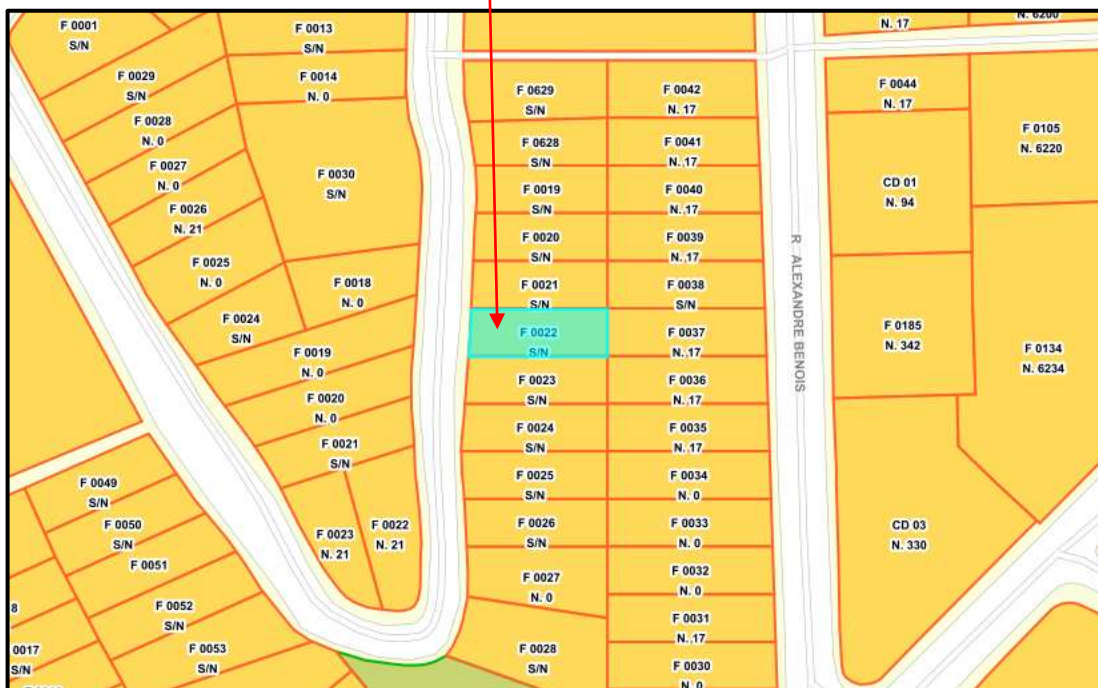 F 0001
S/N
F 0029
S/N
F 0028
N. 0
F 0027
N. 0
F 0026
N. 21
F 0025
N. 0
F 0024
S/N
F 0013
S/N
F 0014
N. 0
F 0030
S/N
F 0018
N. 0
F 0019
N. 0
F 0020
N. 0
F 0021
S/N
F 0023
N. 21
F 0022
N. 21
F 0049
S/N
F 0050
S/N
F 0051
F 0052
S/N
F 0053
S/N
8
0017
S/N
F 0629
S/N
F 0628
S/N
F 0019
S/N
F 0020
S/N
F 0021
S/N
F 0022
S/N
F 0023
S/N
F 0024
S/N
F 0025
S/N
F 0026
S/N
F 0027
N. 0
F 0028
S/N
F 0042
N. 17
F 0041
N. 17
F 0040
N. 17
F 0039
N. 17
F 0038
S/N
F 0037
N. 17
F 0036
N. 17
F 0035
N. 17
F 0034
N. 0
F 0033
N. 0
F 0032
N. 0
F 0031
N. 17
F 0030
N. 0
R ALEXANDRE BENOIS
N. 17
N. 6200
F 0044
N. 17
CD 01
N. 94
F 0185
N. 342
CD 03
N. 330
F 0105
N. 6220
F 0134
N. 6234